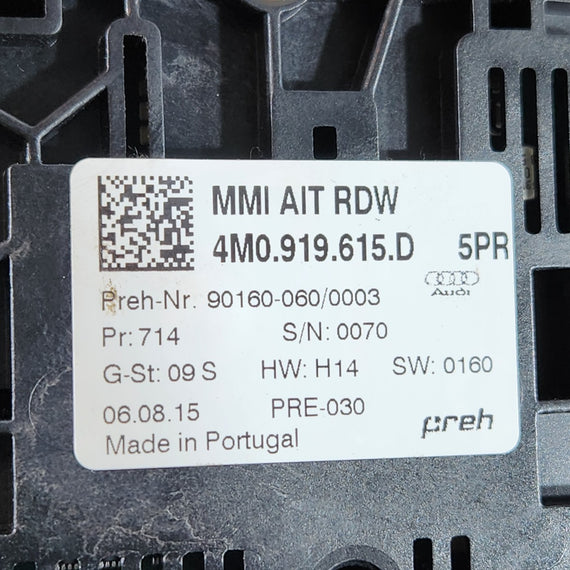 MMI AIT RDW
4M0.919.615.D 5PR
Preh-Nr. 90160-060/0003
Audi
Pr: 714 S/N: 0070
G-St: 09 S HW: H14 SW: 0160
06.08.15 PRE-030
preh
Made in Portugal